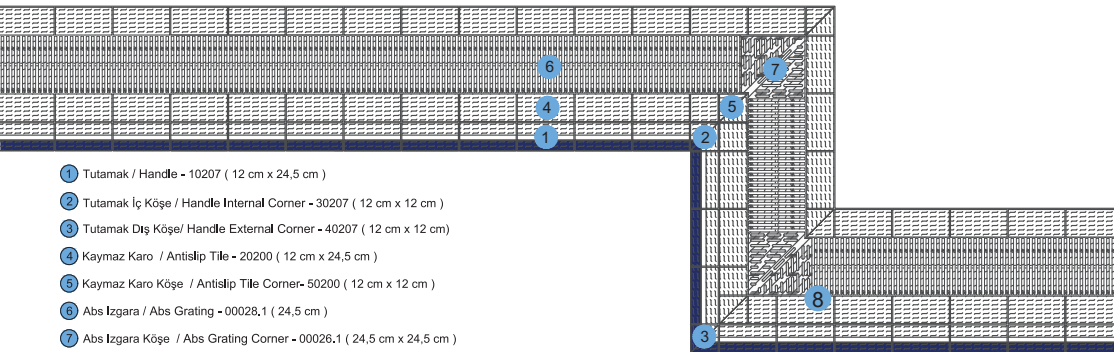 6
7
4
5
1
2
1 Tutamak / Handle - 10207 ( 12 cm x 24,5 cm )
2 Tutamak İç Köşe / Handle Internal Corner - 30207 ( 12 cm x 12 cm )
3 Tutamak Dış Köşe/ Handle External Corner - 40207 ( 12 cm x 12 cm)
4 Kaymaz Karo / Antislip Tile - 20200 ( 12 cm x 24,5 cm )
5 Kaymaz Karo Köşe / Antislip Tile Corner- 50200 ( 12 cm x 12 cm )
6 Abs Izgara / Abs Grating - 00028.1 ( 24,5 cm )
7 Abs Izgara Köşe / Abs Grating Corner - 00026.1 ( 24,5 cm x 24,5 cm )
8
3